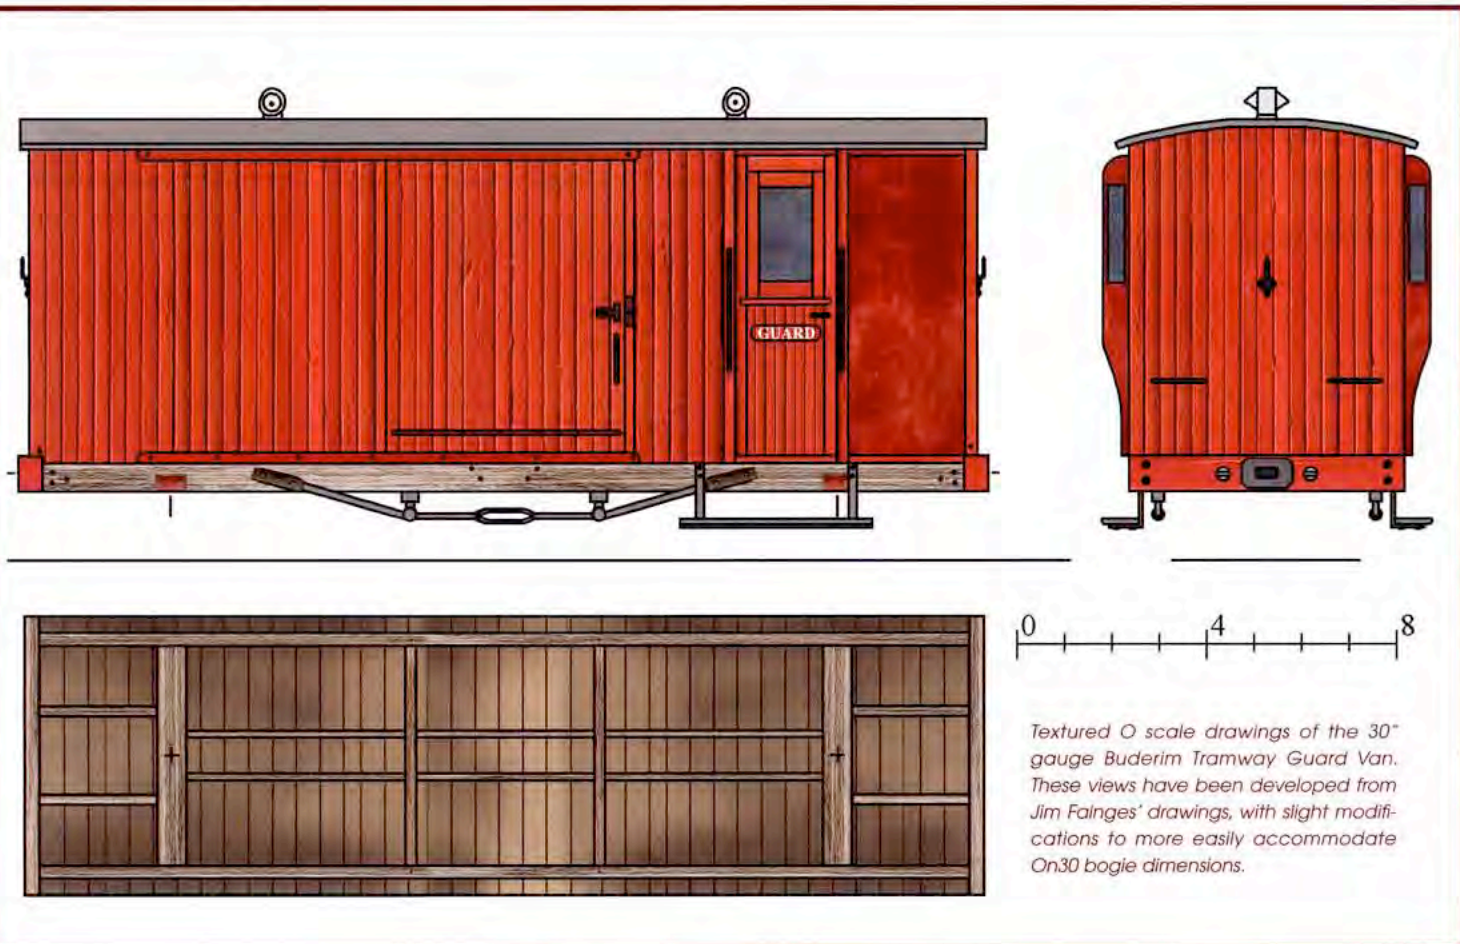 GUARD
0 4 8
Textured O scale drawings of the 30"
gauge Buderim Tramway Guard Van.
These views have been developed from
Jim Fainges' drawings, with slight modifi-
cations to more easily accommodate
On30 bogie dimensions.